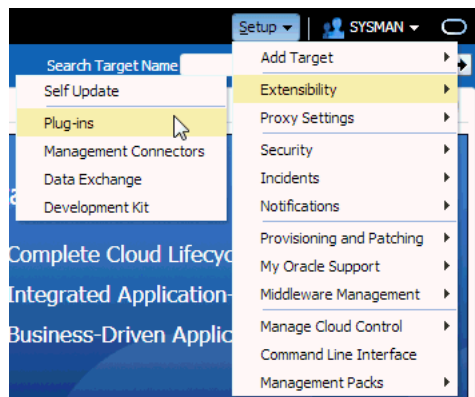 Setup
SYSMAN
Search Target Name
Add Target
Self Update
Extensibility
Plug-ins
Proxy Settings
Management Connectors
Security
Data Exchange
Incidents
Development Kit
Notifications
Provisioning and Patching
Complete Cloud
My Oracle Support
Integrated Application-
Middleware Management
Business-Driven
Manage Cloud Control
Command Line Interface
Management Packs